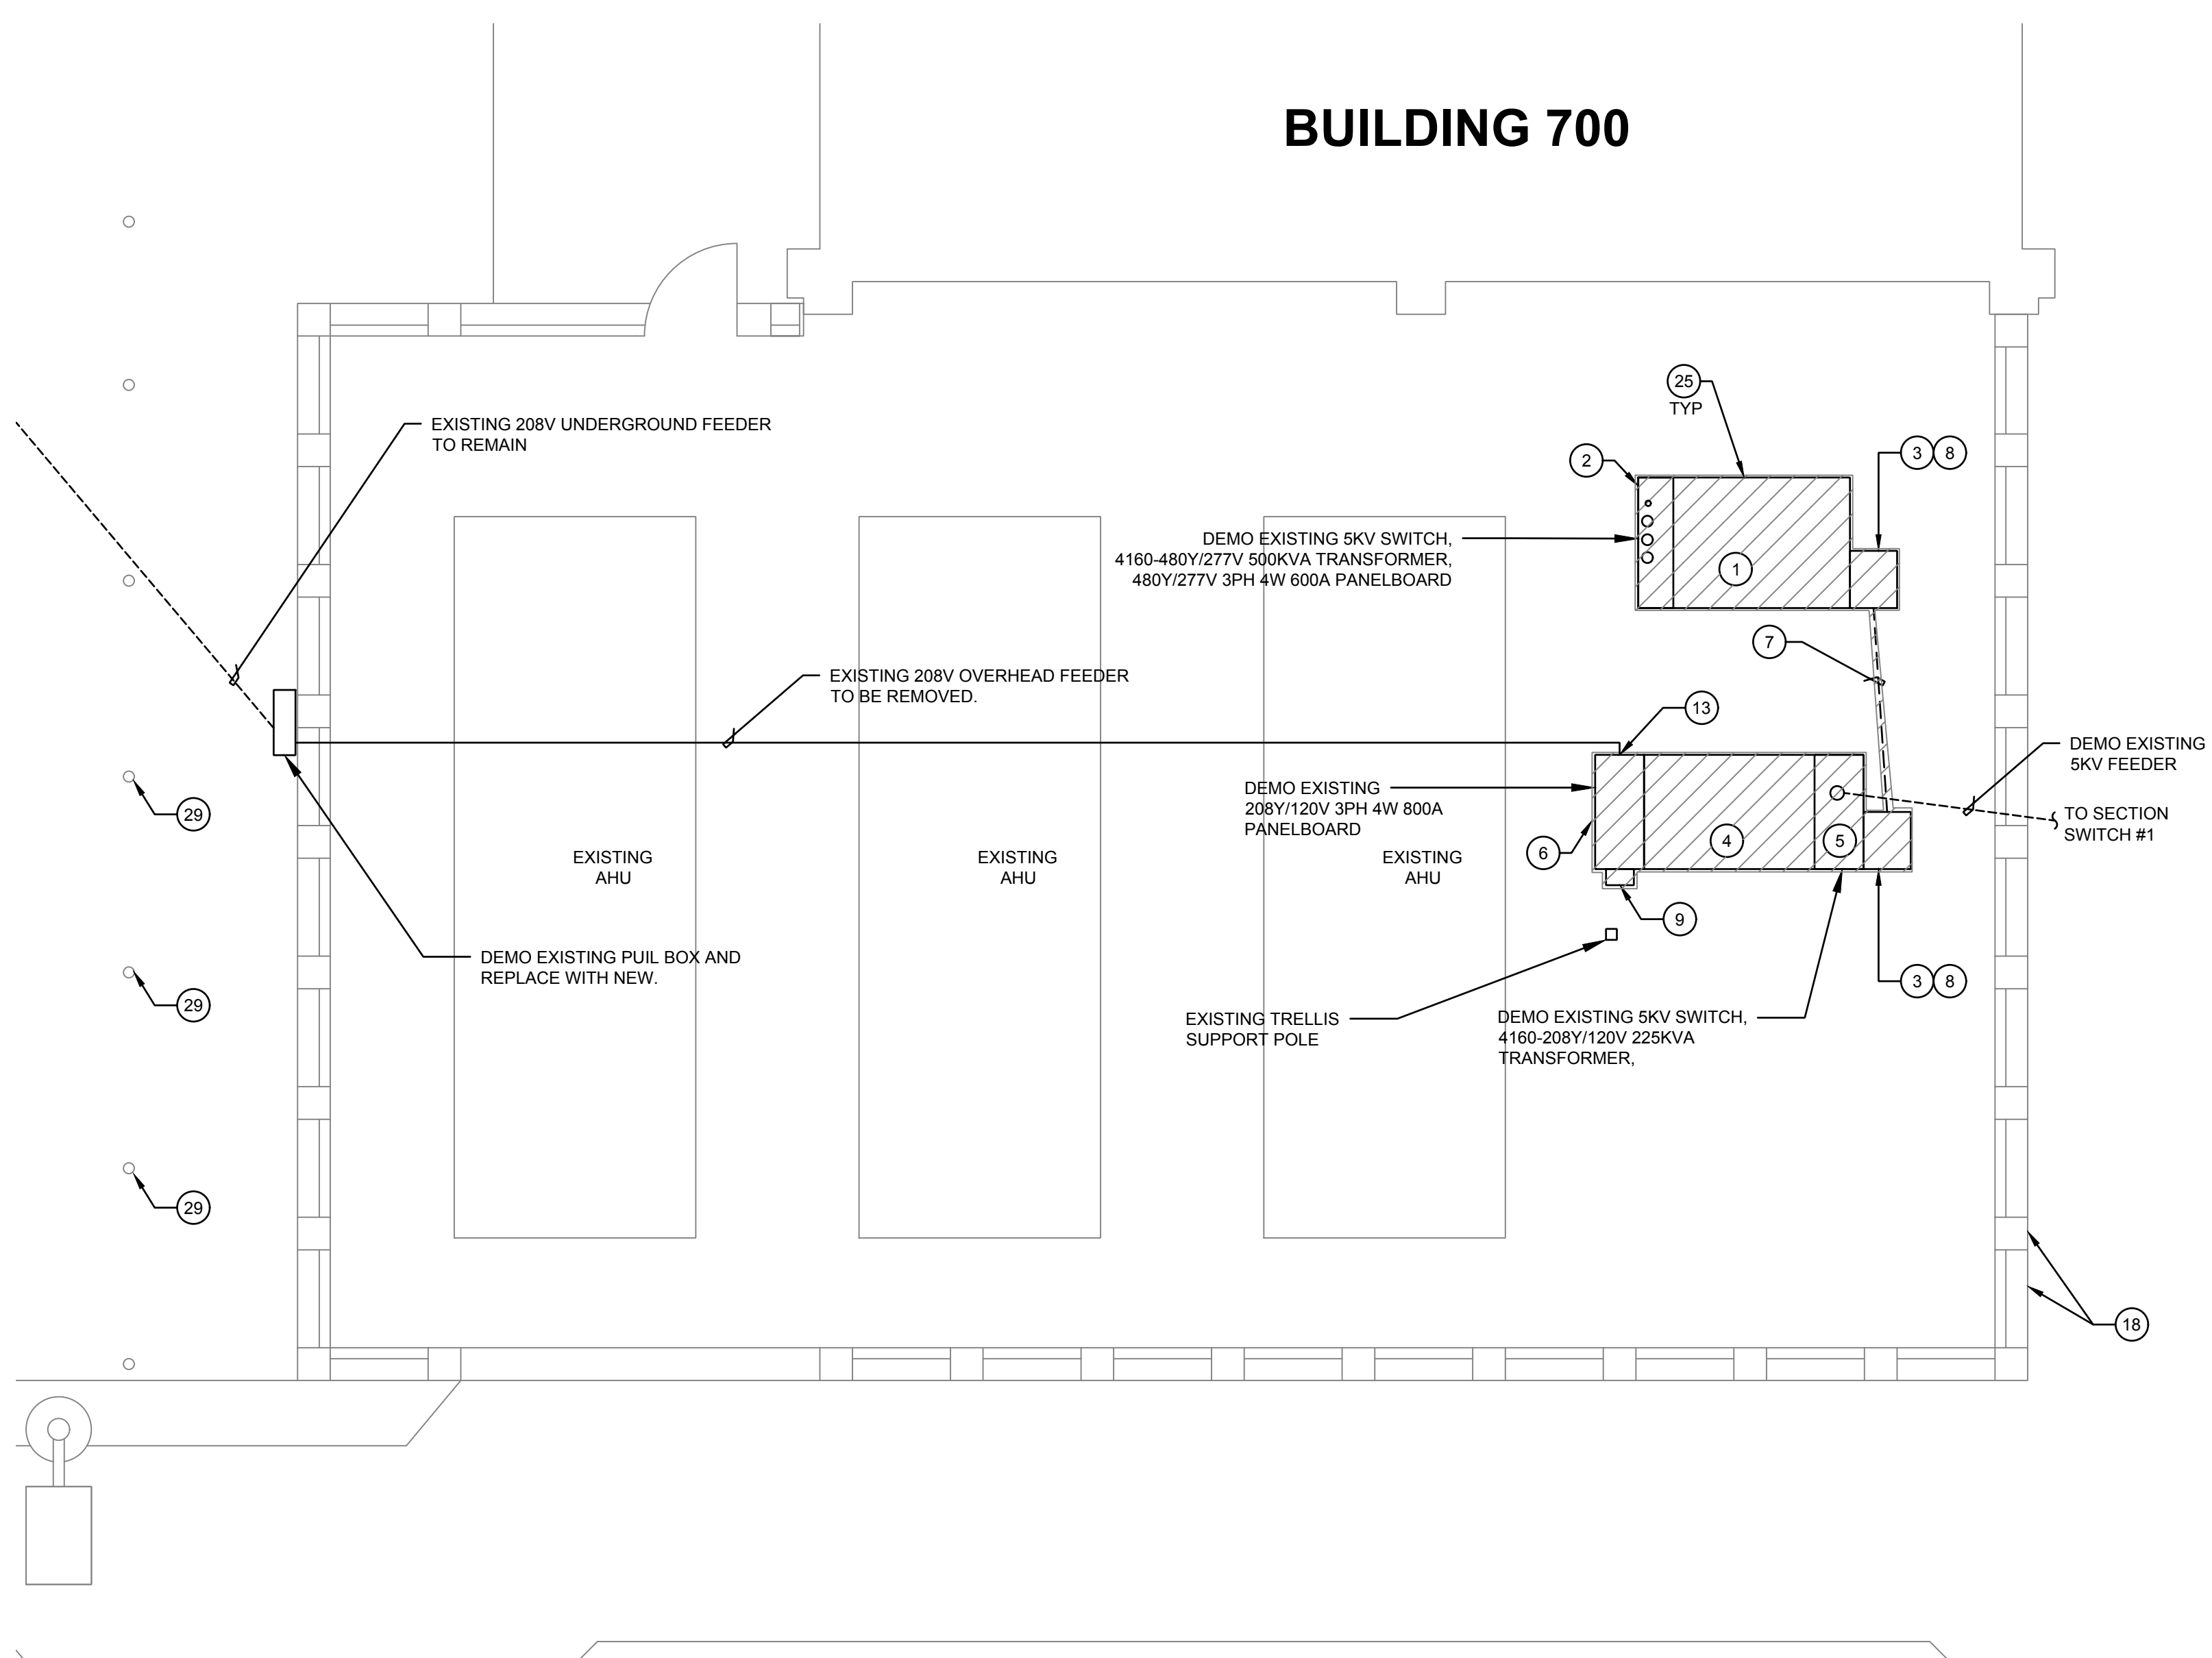 BUILDING 700
25
TYP
EXISTING 208V UNDERGROUND FEEDER
TO REMAIN
2
3
8
DEMO EXISTING 5KV SWITCH,
4160-480Y/277V 500KVA TRANSFORMER,
480Y/277V 3PH 4W 600A PANELBOARD
1
7
EXISTING 208V OVERHEAD FEEDER
TO BE REMOVED.
13
DEMO EXISTING
5KV FEEDER
DEMO EXISTING
208Y/120V 3PH 4W 800A
PANELBOARD
TO SECTION
SWITCH #1
29
6
4
5
EXISTING
AHU
EXISTING
AHU
EXISTING
AHU
9
DEMO EXISTING PUIL BOX AND
REPLACE WITH NEW.
3
8
29
EXISTING TRELLIS
SUPPORT POLE
DEMO EXISTING 5KV SWITCH,
4160-208Y/120V 225KVA
TRANSFORMER,
29
18